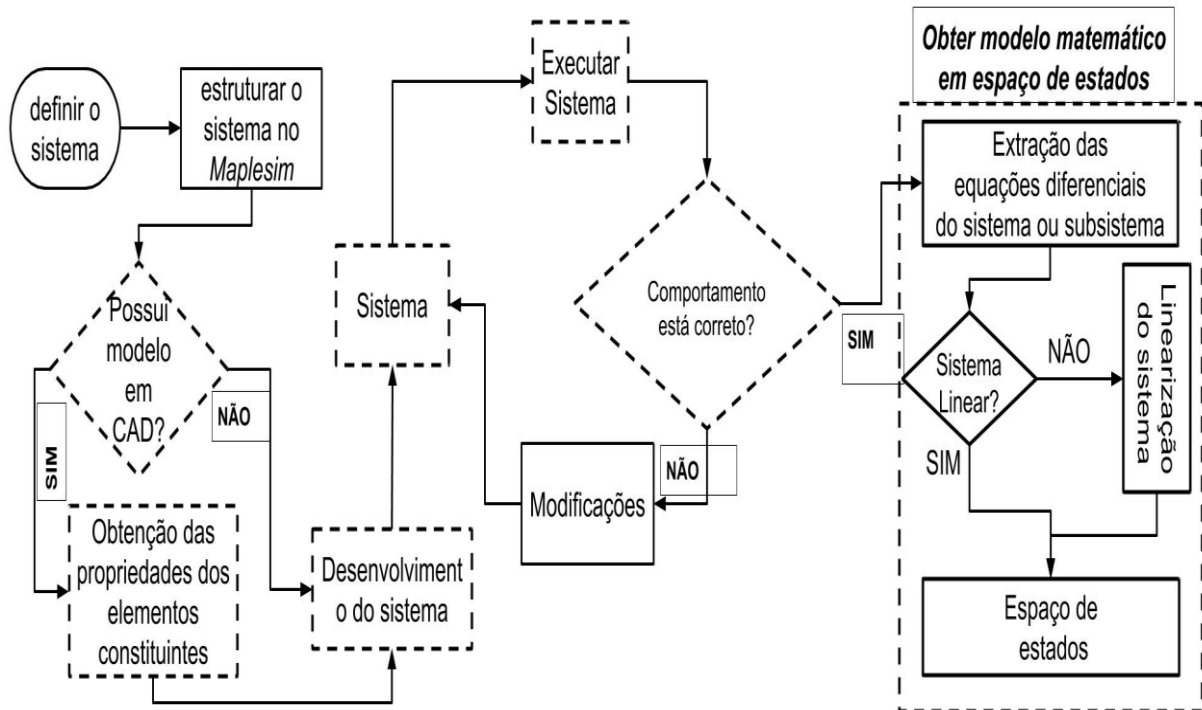 definir o
sistema
estruturar o
sistema no
Maplesim
Possui
modelo
em
CAD?
SIM
NÃO
Obtenção das
propriedades dos
elementos
constituintes
Desenvolviment
o do sistema
Sistema
Executar
Sistema
Comportamento
está correto?
NÃO
Modificações
SIM
Obter modelo matemático
em espaço de estados
Extração das
equações diferenciais
do sistema ou subsistema
Sistema
Linear?
NÃO
Linearização
do sistema
SIM
Espaço de
estados